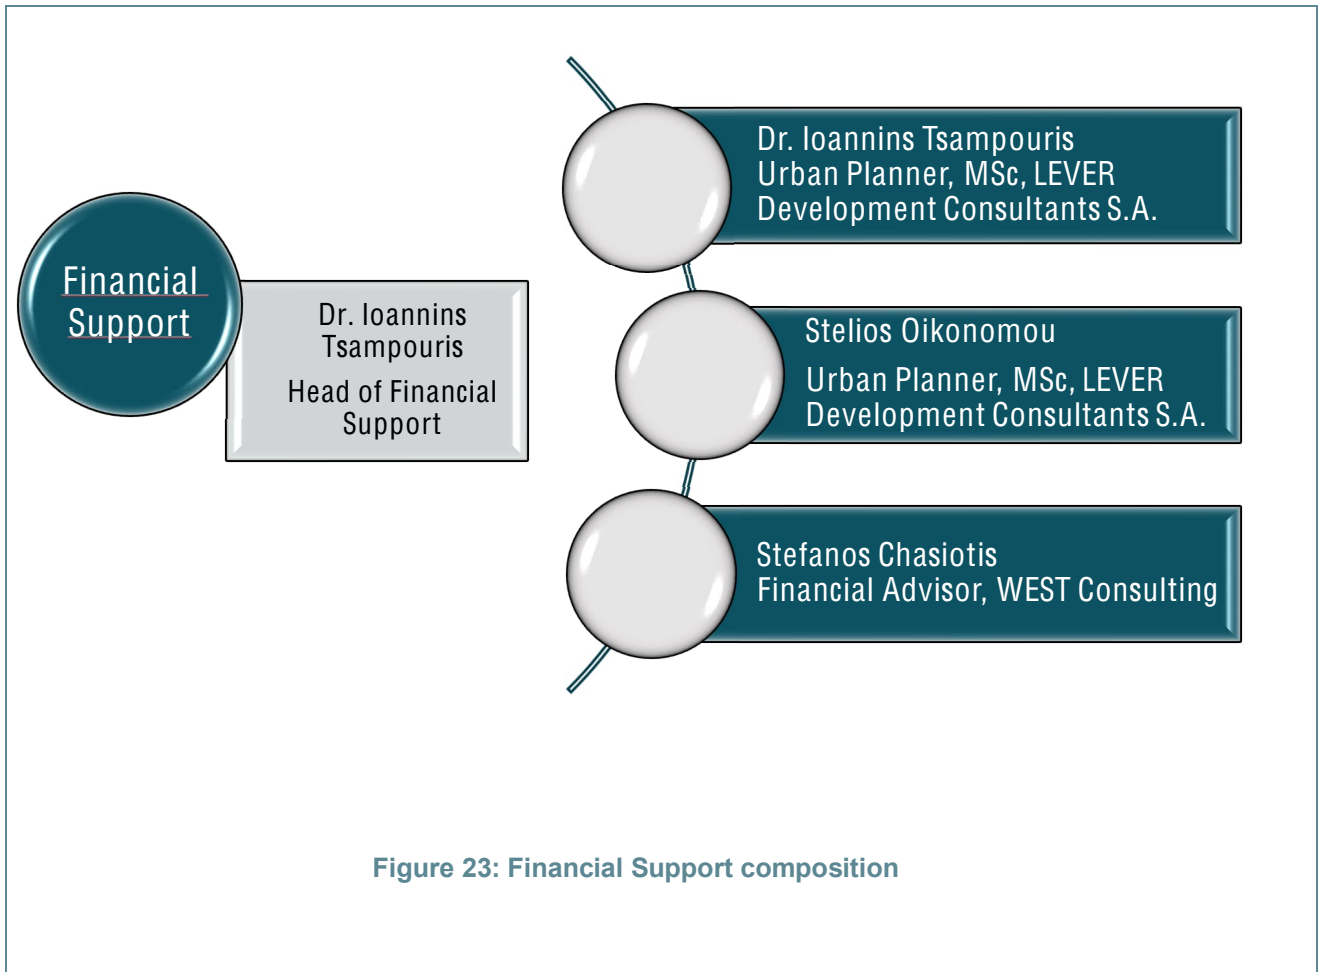 Financial
Support
Dr. Ioannins
Tsampouris
Head of Financial
Support
Dr. Ioannins Tsampouris
Urban Planner, MSc, LEVER
Development Consultants S.A.
Stelios Oikonomou
Urban Planner, MSc, LEVER
Development Consultants S.A.
Stefanos Chasiotis
Financial Advisor, WEST Consulting
Figure 23: Financial Support composition